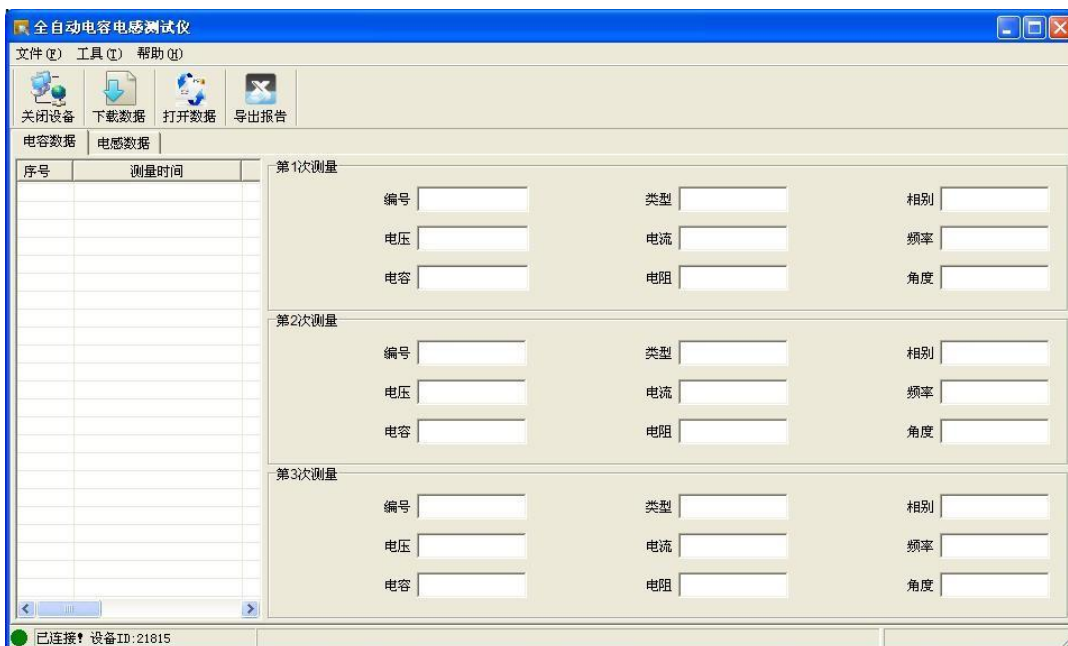 全自动电容电感测试仪
文件(F) 工具(T) 帮助(H)
关闭设备 下载数据 打开数据 导出报告
电容数据 电感数据
序号 测量时间
第1次测量
编号 类型 相别
电压 电流 频率
电容 电阻 角度
第2次测量
编号 类型 相别
电压 电流 频率
电容 电阻 角度
第3次测量
编号 类型 相别
电压 电流 频率
电容 电阻 角度
已连接! 设备ID:21815